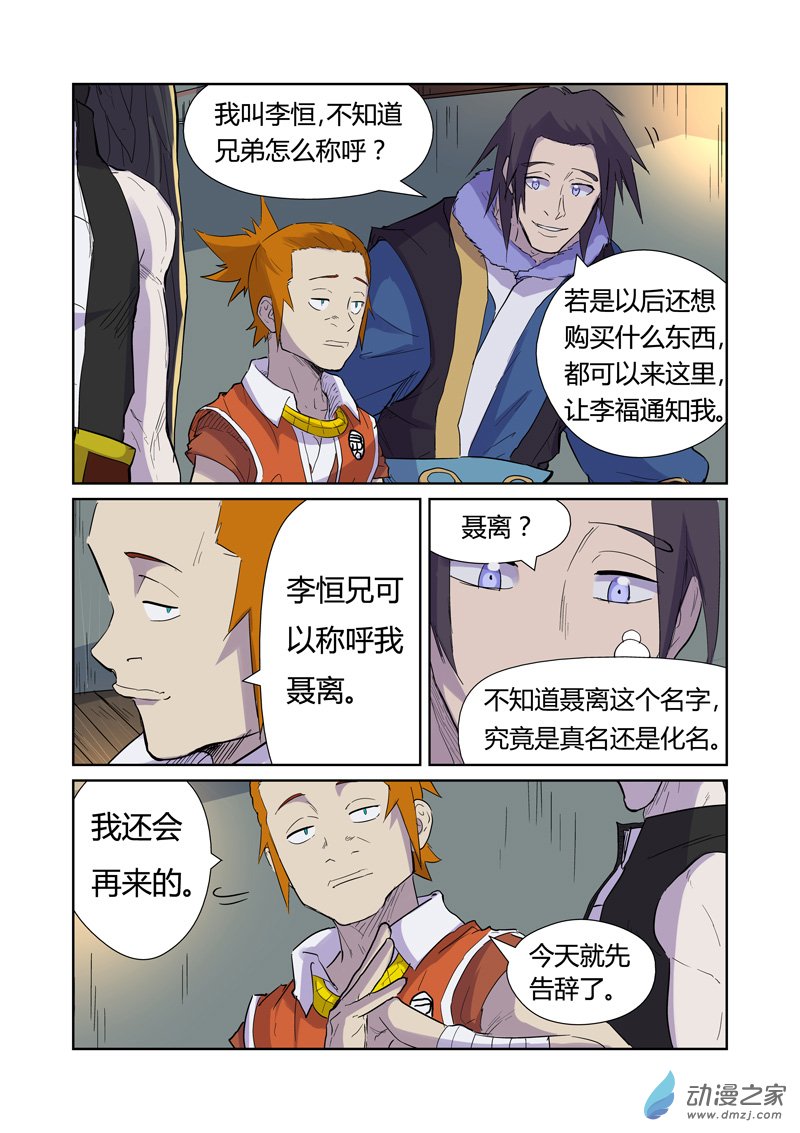 我叫李恒，不知道
兄弟怎么称呼？
若是以后还想
购买什么东西，
都可以来这里，
让李福通知我。
李恒兄可
以称呼我
聂离。
聂离？
不知道聂离这个名字，
究竟是真名还是化名。
我还会
再来的。
今天就先
告辞了。
动漫之家
www.dmzj.com